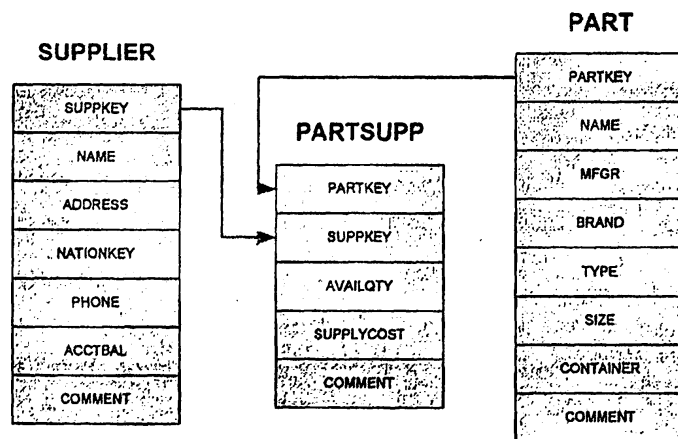 SUPPLIER
SUPPKEY
NAME
ADDRESS
NATIONKEY
PHONE
ACCTBAL
COMMENT
PARTSUPP
PARTKEY
SUPPKEY
AVAILQTY
SUPPLYCOST
COMMENT
PART
PARTKEY
NAME
MFGR
BRAND
TYPE
SIZE
CONTAINER
COMMENT